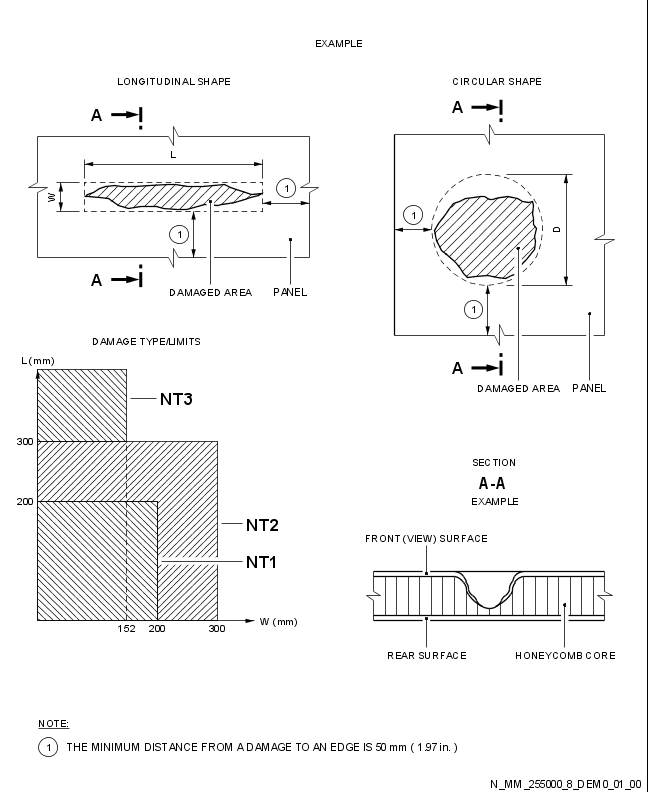 EXAMPLE
LONGITUDINAL SHAPE
A
L
W
1
1
A
DAMAGED AREA
PANEL
CIRCULAR SHAPE
A
1
D
1
A
DAMAGED AREA
PANEL
DAMAGE TYPE/LIMITS
L (mm)
NT3
300
200
NT2
NT1
152
200
300
W (mm)
SECTION
A-A
EXAMPLE
FRONT (VIEW) SURFACE
REAR SURFACE
HONEYCOMB CORE
NOTE:
1 THE MINIMUM DISTANCE FROM A DAMAGE TO AN EDGE IS 50 mm ( 1.97 in. )
N_MM_255000_8_DEM0_01_00